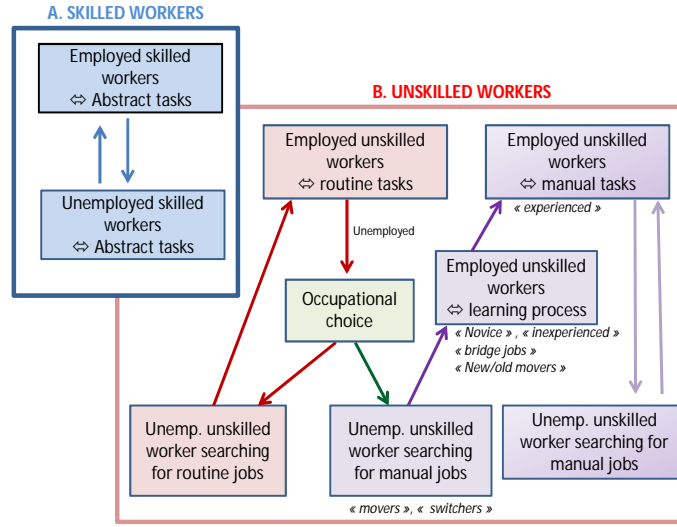 A. SKILLED WORKERS
Employed skilled
workers
⇔ Abstract tasks
Unemployed skilled
workers
⇔ Abstract tasks
B. UNSKILLED WORKERS
Employed unskilled
workers
⇔ routine tasks
Employed unskilled
workers
⇔ manual tasks
« experienced »
Unemployed
Employed unskilled
workers
⇔ learning process
« Novice » , « inexperienced »
« bridge jobs »
« New/old movers »
Occupational
choice
Unemp. unskilled
worker searching
for routine jobs
Unemp. unskilled
worker searching
for manual jobs
« movers », « switchers »
Unemp. unskilled
worker searching for
manual jobs